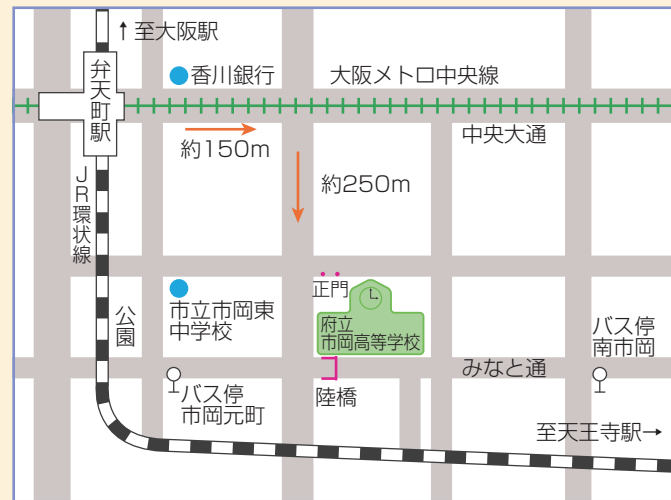 ↑至大阪駅
弁天町駅
香川銀行
大阪メトロ中央線
中央大通
約150m
約250m
JR環状線
正門
市立市岡東
中学校
公園
府立
市岡高等学校
バス停
南市岡
みなと通
バス停
市岡元町
陸橋
至天王寺駅→